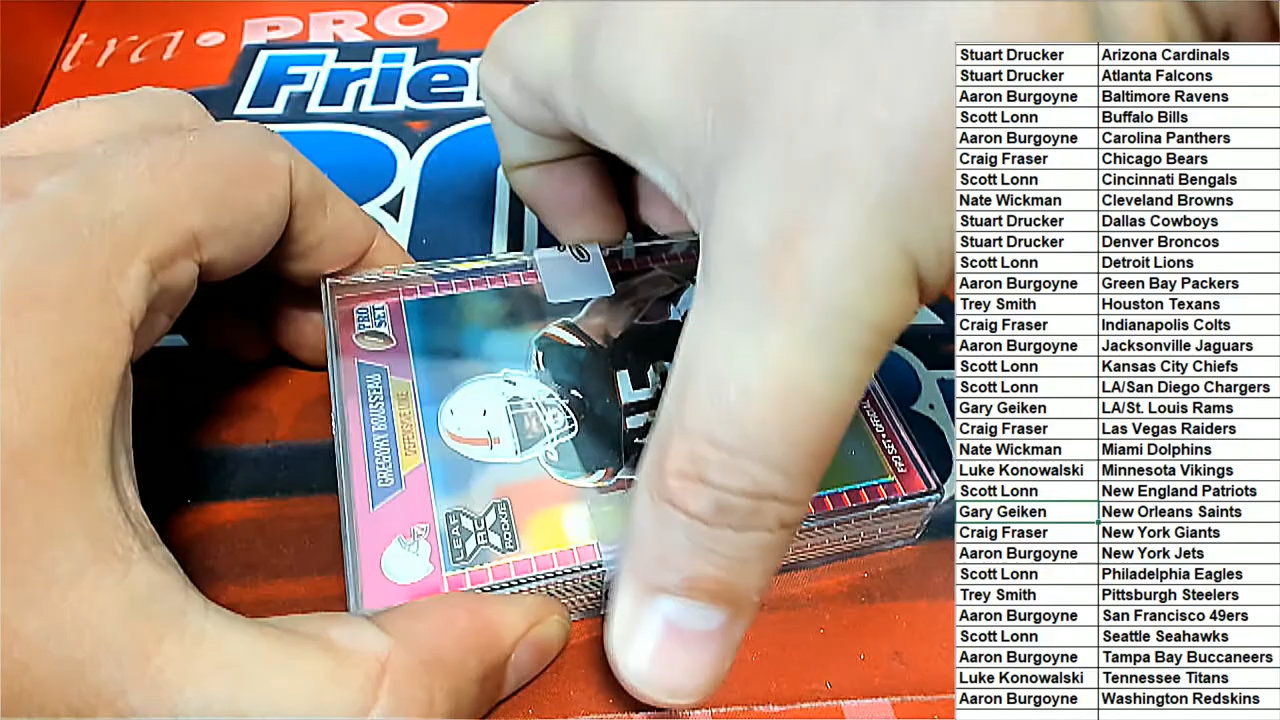 tra • PRO
Frie
PRO
SET
GREGORY ROUSSEAU
DEFENSIVE LINE
LEAF
HCX
ROOKIE
PRO SET • OFFICIAL
15
Stuart Drucker Arizona Cardinals
Stuart Drucker Atlanta Falcons
Aaron Burgoyne Baltimore Ravens
Scott Lonn Buffalo Bills
Aaron Burgoyne Carolina Panthers
Craig Fraser Chicago Bears
Scott Lonn Cincinnati Bengals
Nate Wickman Cleveland Browns
Stuart Drucker Dallas Cowboys
Stuart Drucker Denver Broncos
Scott Lonn Detroit Lions
Aaron Burgoyne Green Bay Packers
Trey Smith Houston Texans
Craig Fraser Indianapolis Colts
Aaron Burgoyne Jacksonville Jaguars
Scott Lonn Kansas City Chiefs
Scott Lonn LA/San Diego Chargers
Gary Geiken LA/St. Louis Rams
Craig Fraser Las Vegas Raiders
Nate Wickman Miami Dolphins
Luke Konowalski Minnesota Vikings
Scott Lonn New England Patriots
Gary Geiken New Orleans Saints
Craig Fraser New York Giants
Aaron Burgoyne New York Jets
Scott Lonn Philadelphia Eagles
Trey Smith Pittsburgh Steelers
Aaron Burgoyne San Francisco 49ers
Scott Lonn Seattle Seahawks
Aaron Burgoyne Tampa Bay Buccaneers
Luke Konowalski Tennessee Titans
Aaron Burgoyne Washington Redskins